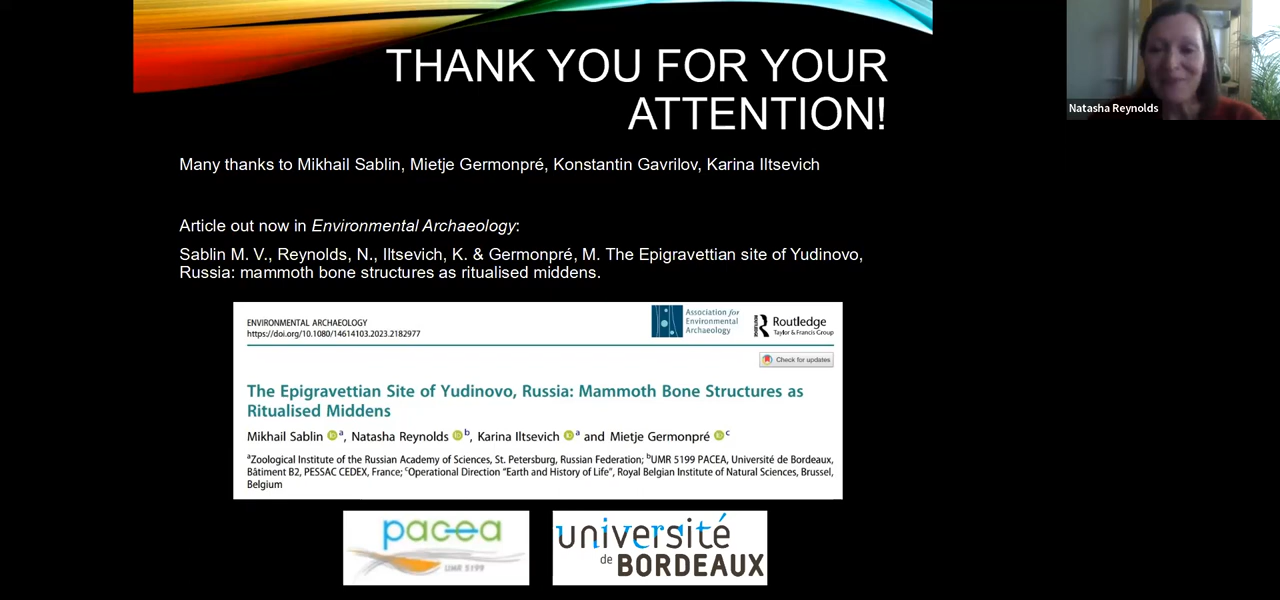 THANK YOU FOR YOUR
ATTENTION!
Natasha Reynolds
Many thanks to Mikhail Sablin, Mietje Germonpré, Konstantin Gavrilov, Karina Iltsevich
Article out now in Environmental Archaeology:
Sablin M. V., Reynolds, N., Iltsevich, K. & Germonpré, M. The Epigravettian site of Yudinovo,
Russia: mammoth bone structures as ritualised middens.
ENVIRONMENTAL ARCHAEOLOGY
https://doi.org/10.1080/14614103.2023.2182977
Association for
Environmental
Archaeology
ROUTLEDGE
Routledge
Taylor & Francis Group
Check for updates
The Epigravettian Site of Yudinovo, Russia: Mammoth Bone Structures as
Ritualised Middens
Mikhail Sablin iD a, Natasha Reynolds iD b, Karina Iltsevich iD a and Mietje Germonpré iD c
aZoological Institute of the Russian Academy of Sciences, St. Petersburg, Russian Federation; bUMR 5199 PACEA, Université de Bordeaux,
Bâtiment B2, PESSAC CEDEX, France; cOperational Direction "Earth and History of Life", Royal Belgian Institute of Natural Sciences, Brussel,
Belgium
pacea
UMR 5199
université
de BORDEAUX